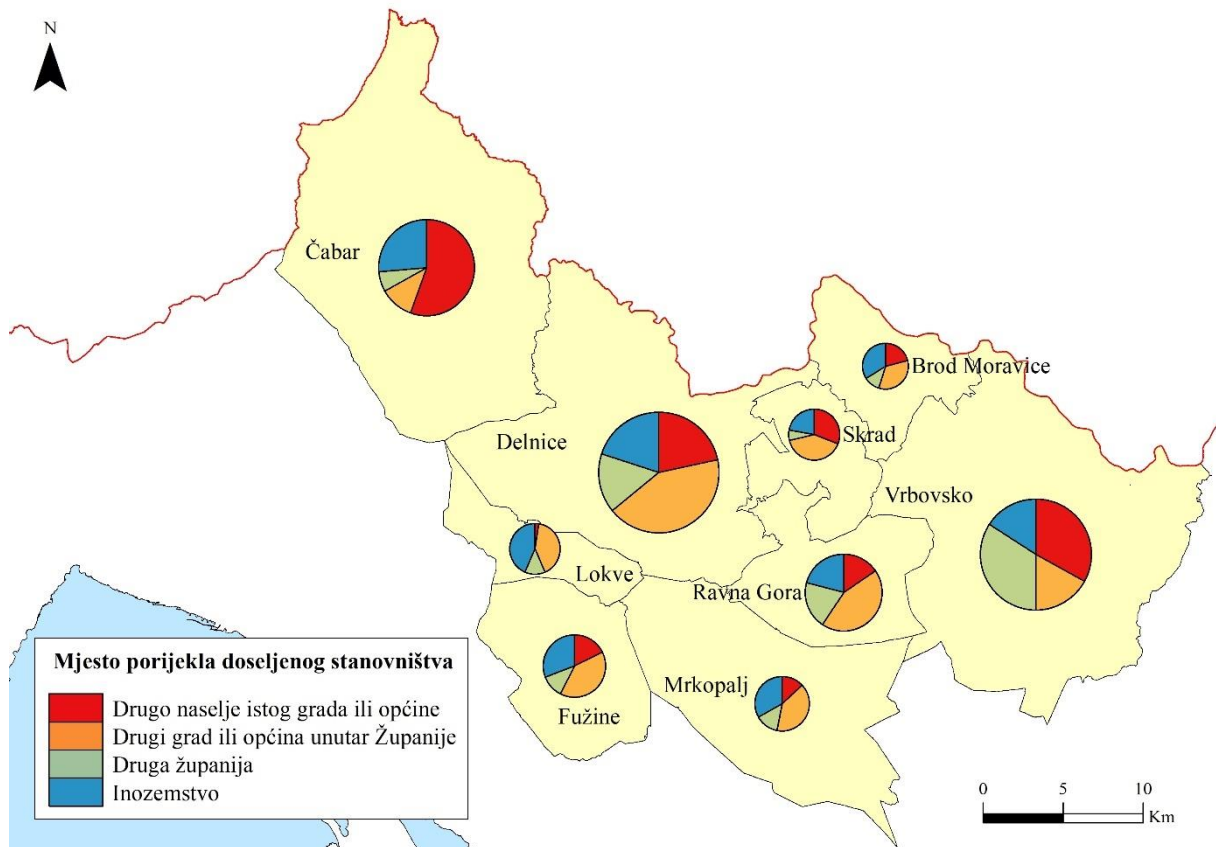 N
Čabar
Brod Moravice
Delnice
Skrad
Vrbovsko
Lokve
Ravna Gora
Mrkopalj
Fužine
Mjesto porijekla doseljenog stanovništva
Drugo naselje istog grada ili općine
Drugi grad ili općina unutar Županije
Druga županija
Inozemstvo
0 5 10
Km